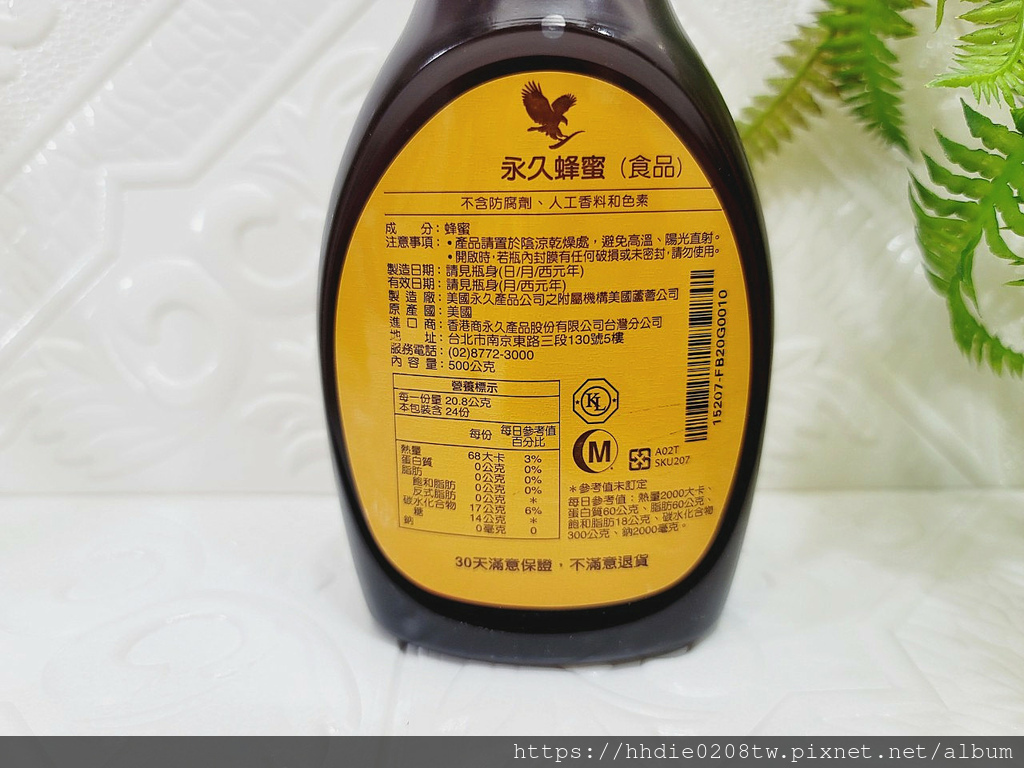 永久蜂蜜（食品）
不含防腐劑、人工香料和色素
成　　分：蜂蜜
注意事項：•產品請置於陰涼乾燥處，避免高溫、陽光直射。
•開啟時，若瓶內封膜有任何破損或未密封，請勿使用。
製造日期：請見瓶身(日/月/西元年)
有效日期：請見瓶身(月/西元年)
製 造 廠：美國永久產品公司之附屬機構美國蘆薈公司
原 產 國：美國
進 口 商：香港商永久產品股份有限公司台灣分公司
地　　址：台北市南京東路三段130號5樓
服務電話：(02)8772-3000
內 容 量：500公克
營養標示
每一份量 20.8公克
本包裝含 24份
每份 每日參考值百分比
熱量 68大卡 3%
蛋白質 0公克 0%
脂肪 0公克 0%
飽和脂肪 0公克 0%
反式脂肪 0公克 *
碳水化合物 17公克 6%
糖 14公克 *
鈉 0毫克 0
KL
M
A02T
SKU207
15207-FB20G0010
＊參考值未訂定
每日參考值：熱量2000大卡、
蛋白質60公克、脂肪60公克、
飽和脂肪18公克、碳水化合物
300公克、鈉2000毫克。
30天滿意保證，不滿意退貨
https://hhdie0208tw.pixnet.net/album